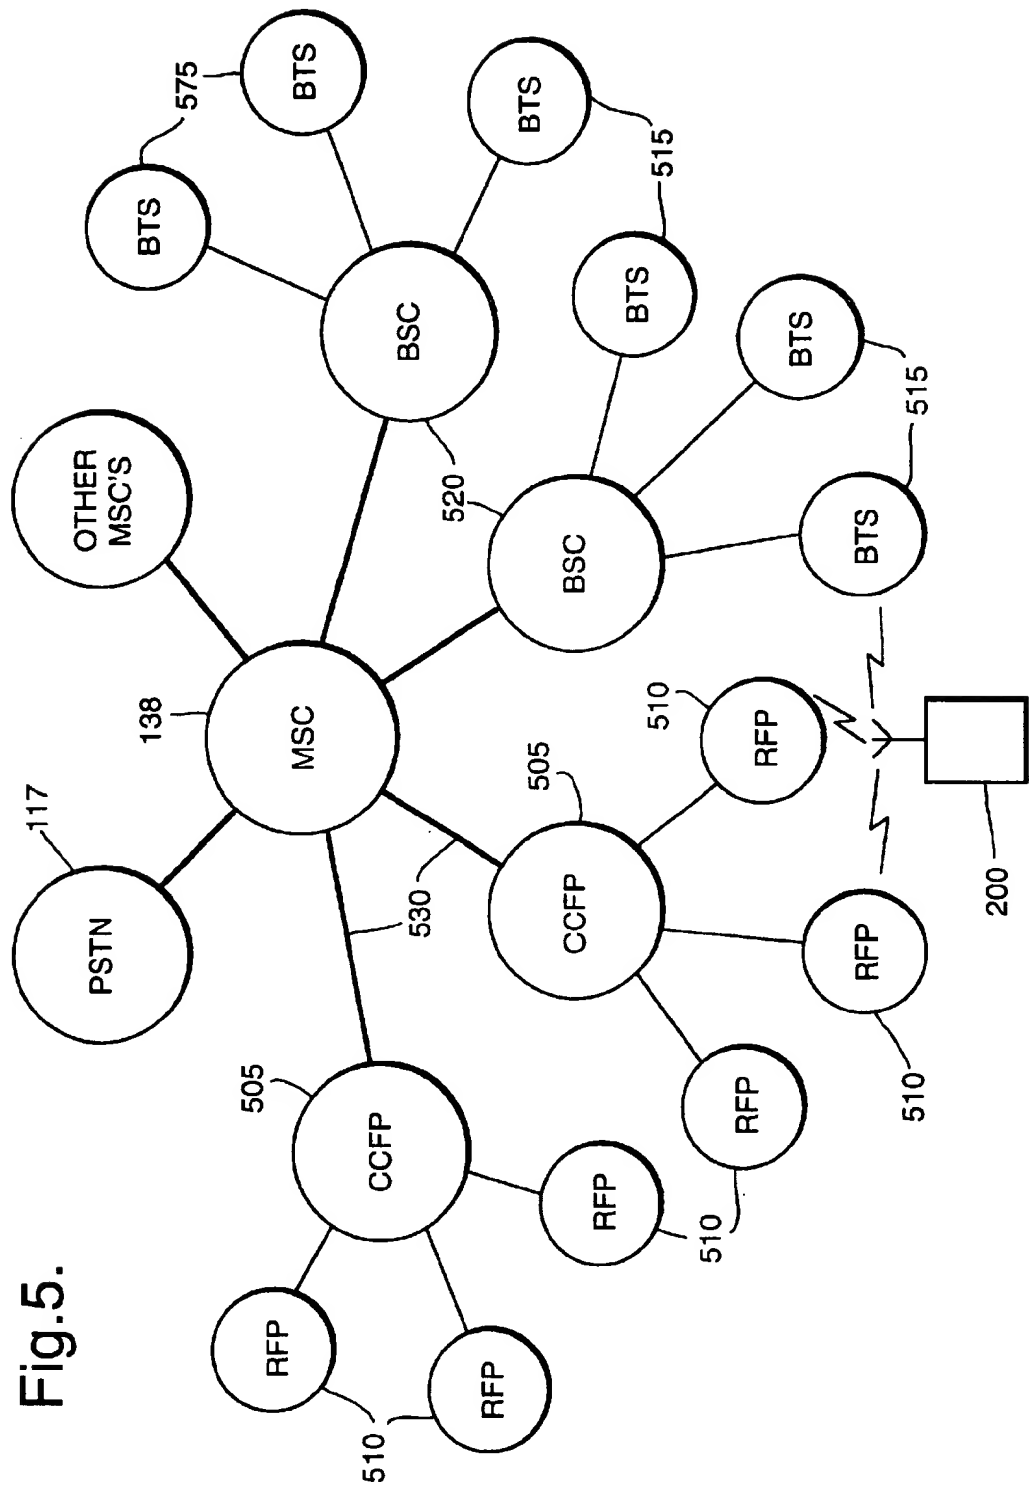 Fig.5.
117
PSTN
OTHER
MSC'S
138
BTS
575
505
RFP
MSC
BTS
510
CCFP
BSC
530
520
RFP
BTS
505
CCFP
BSC
RFP
BTS
510
515
510
RFP
RFP
BTS
RFP
BTS
510
515
200